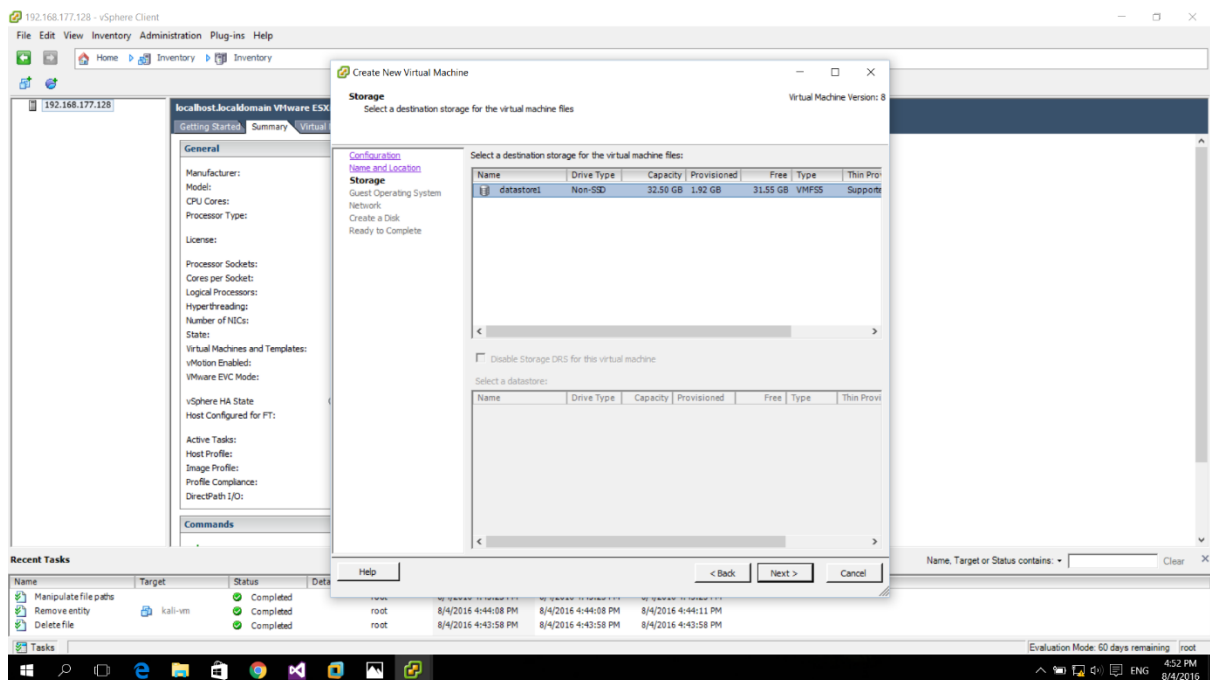 192.168.177.128 - vSphere Client
File Edit View Inventory Administration Plug-ins Help
Home Inventory Inventory
192.168.177.128
localhost.localdomain VMware ESX
Getting Started Summary Virtual
General
Manufacturer:
Model:
CPU Cores:
Processor Type:
License:
Processor Sockets:
Cores per Socket:
Logical Processors:
Hyperthreading:
Number of NICs:
State:
Virtual Machines and Templates:
vMotion Enabled:
VMware EVC Mode:
vSphere HA State
Host Configured for FT:
Active Tasks:
Host Profile:
Image Profile:
Profile Compliance:
DirectPath I/O:
Commands
Create New Virtual Machine
Storage
Select a destination storage for the virtual machine files
Virtual Machine Version: 8
Configuration
Name and Location
Storage
Guest Operating System
Network
Create a Disk
Ready to Complete
Select a destination storage for the virtual machine files:
Name Drive Type Capacity Provisioned Free Type Thin Pro
datastore1 Non-SSD 32.50 GB 1.92 GB 31.55 GB VMFS5 Supporte
Disable Storage DRS for this virtual machine
Select a datastore:
Name Drive Type Capacity Provisioned Free Type Thin Provi
Help < Back Next > Cancel
Recent Tasks
Name, Target or Status contains: Clear
Name Target Status Deta
Manipulate file paths Completed root
Remove entity kali-vm Completed root 8/4/2016 4:44:08 PM 8/4/2016 4:44:08 PM 8/4/2016 4:44:11 PM
Delete file Completed root 8/4/2016 4:43:58 PM 8/4/2016 4:43:58 PM 8/4/2016 4:43:58 PM
Tasks
Evaluation Mode: 60 days remaining root
ENG
4:52 PM
8/4/2016